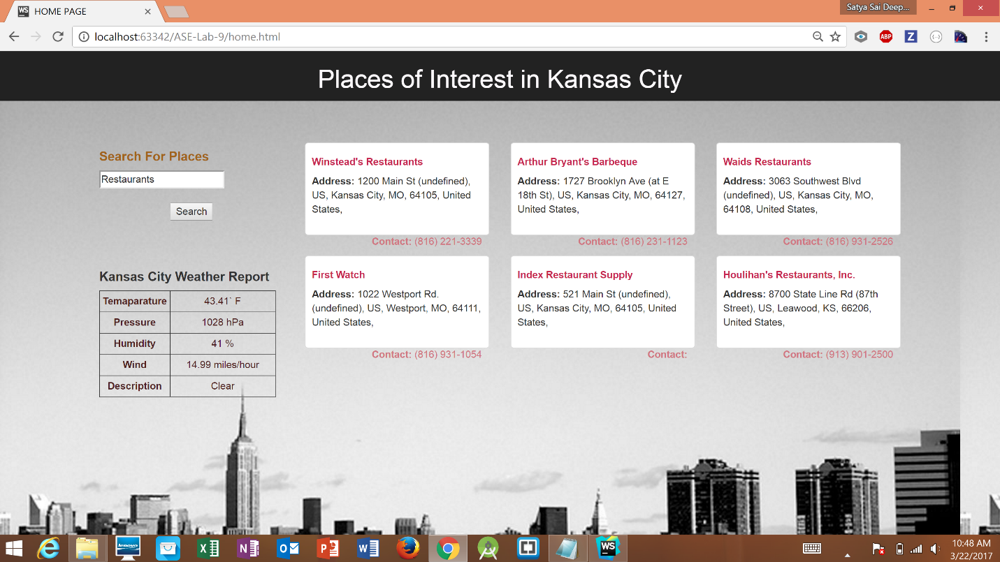 WS HOME PAGE
Satya Sai Deep...
localhost:63342/ASE-Lab-9/home.html
ABP
Z
Places of Interest in Kansas City
Search For Places
Restaurants
Search
Kansas City Weather Report
Temaparature 43.41` F
Pressure 1028 hPa
Humidity 41 %
Wind 14.99 miles/hour
Description Clear
Winstead's Restaurants
Address: 1200 Main St (undefined),
US, Kansas City, MO, 64105, United
States,
Contact: (816) 221-3339
Arthur Bryant's Barbeque
Address: 1727 Brooklyn Ave (at E
18th St), US, Kansas City, MO, 64127,
United States,
Contact: (816) 231-1123
Waids Restaurants
Address: 3063 Southwest Blvd
(undefined), US, Kansas City, MO,
64108, United States,
Contact: (816) 931-2526
First Watch
Address: 1022 Westport Rd.
(undefined), US, Westport, MO, 64111,
United States,
Contact: (816) 931-1054
Index Restaurant Supply
Address: 521 Main St (undefined),
US, Kansas City, MO, 64105, United
States,
Contact:
Houlihan's Restaurants, Inc.
Address: 8700 State Line Rd (87th
Street), US, Leawood, KS, 66206,
United States,
Contact: (913) 901-2500
lenovo
WS
10:48 AM
3/22/2017